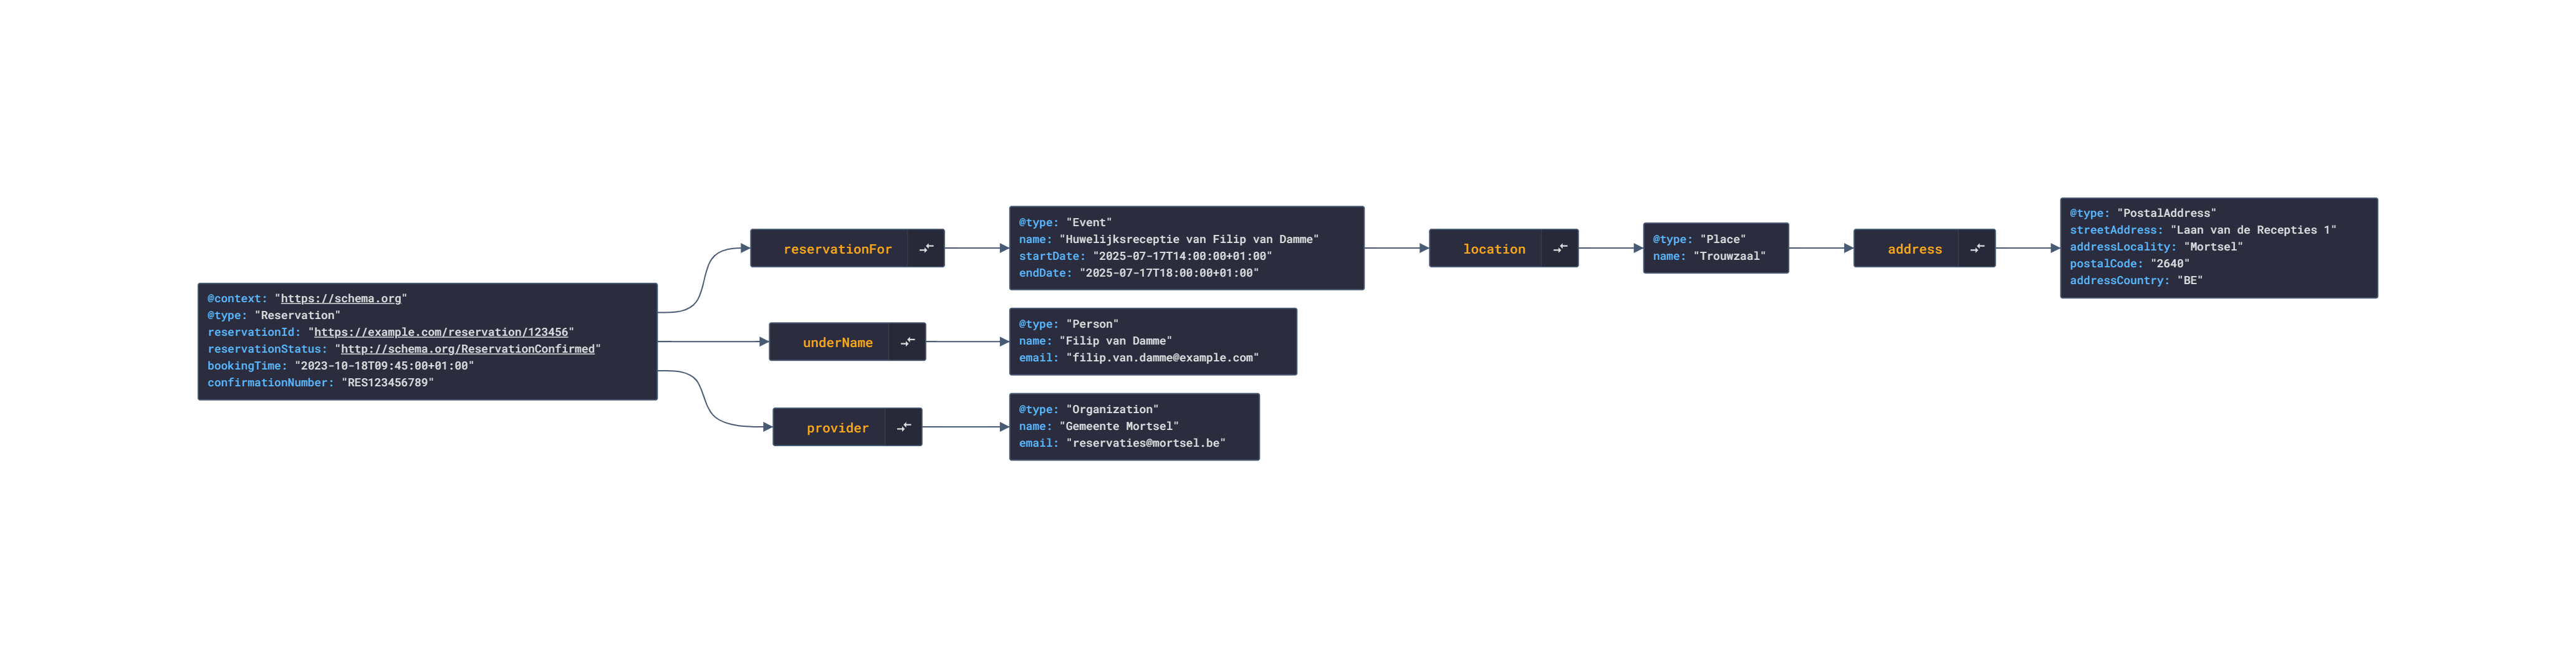 @context: "https://schema.org"
@type: "Reservation"
reservationId: "https://example.com/reservation/123456"
reservationStatus: "http://schema.org/ReservationConfirmed"
bookingTime: "2023-10-18T09:45:00+01:00"
confirmationNumber: "RES123456789"
reservationFor
@type: "Event"
name: "Huwelijksreceptie van Filip van Damme"
startDate: "2025-07-17T14:00:00+01:00"
endDate: "2025-07-17T18:00:00+01:00"
location
@type: "Place"
name: "Trouwzaal"
address
@type: "PostalAddress"
streetAddress: "Laan van de Recepties 1"
addressLocality: "Mortsel"
postalCode: "2640"
addressCountry: "BE"
underName
@type: "Person"
name: "Filip van Damme"
email: "filip.van.damme@example.com"
provider
@type: "Organization"
name: "Gemeente Mortsel"
email: "reservaties@mortsel.be"